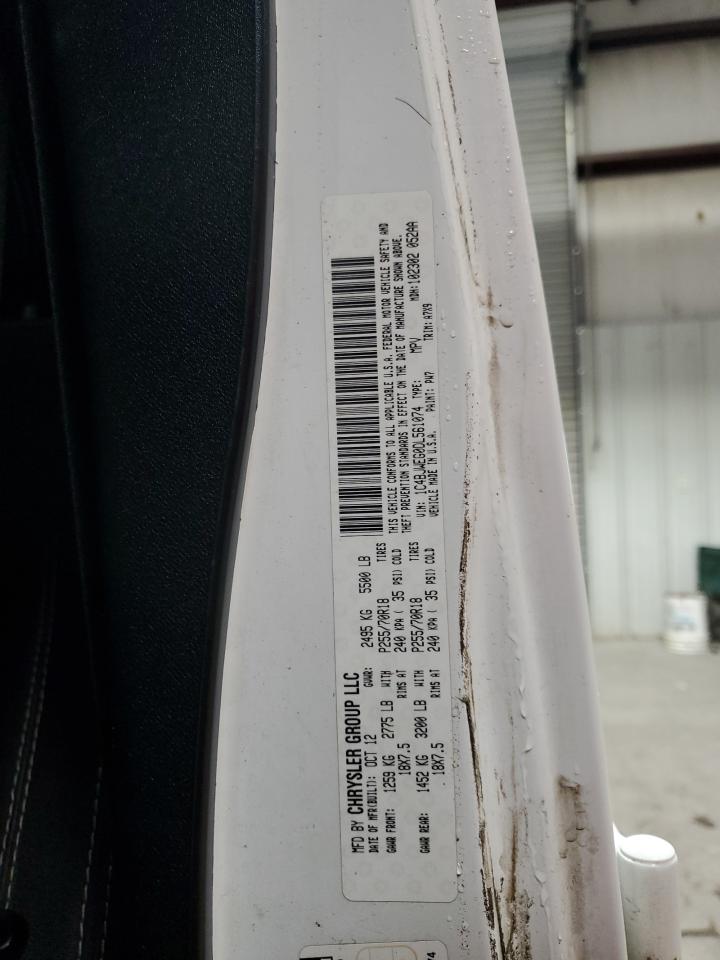 MFD BY CHRYSLER GROUP LLC
DATE OF MFR(BUILT): OCT 12 GVWR: 2495 KG 5500 LB
GAWR FRONT: 1259 KG 2775 LB WITH P255/70R18 TIRES
18X7.5 RIMS AT 240 KPA ( 35 PSI) COLD
GAWR REAR: 1452 KG 3200 LB WITH P255/70R18 TIRES
18X7.5 RIMS AT 240 KPA ( 35 PSI) COLD
THIS VEHICLE CONFORMS TO ALL APPLICABLE U.S.A. FEDERAL MOTOR VEHICLE SAFETY AND
THEFT PREVENTION STANDARDS IN EFFECT ON THE DATE OF MANUFACTURE SHOWN ABOVE.
VIN: 1C4BJWEG0DL561074 TYPE: MPV MDH: 102302 052AA
VEHICLE MADE IN U.S.A. PAINT: PW7 TRIM: A7X9